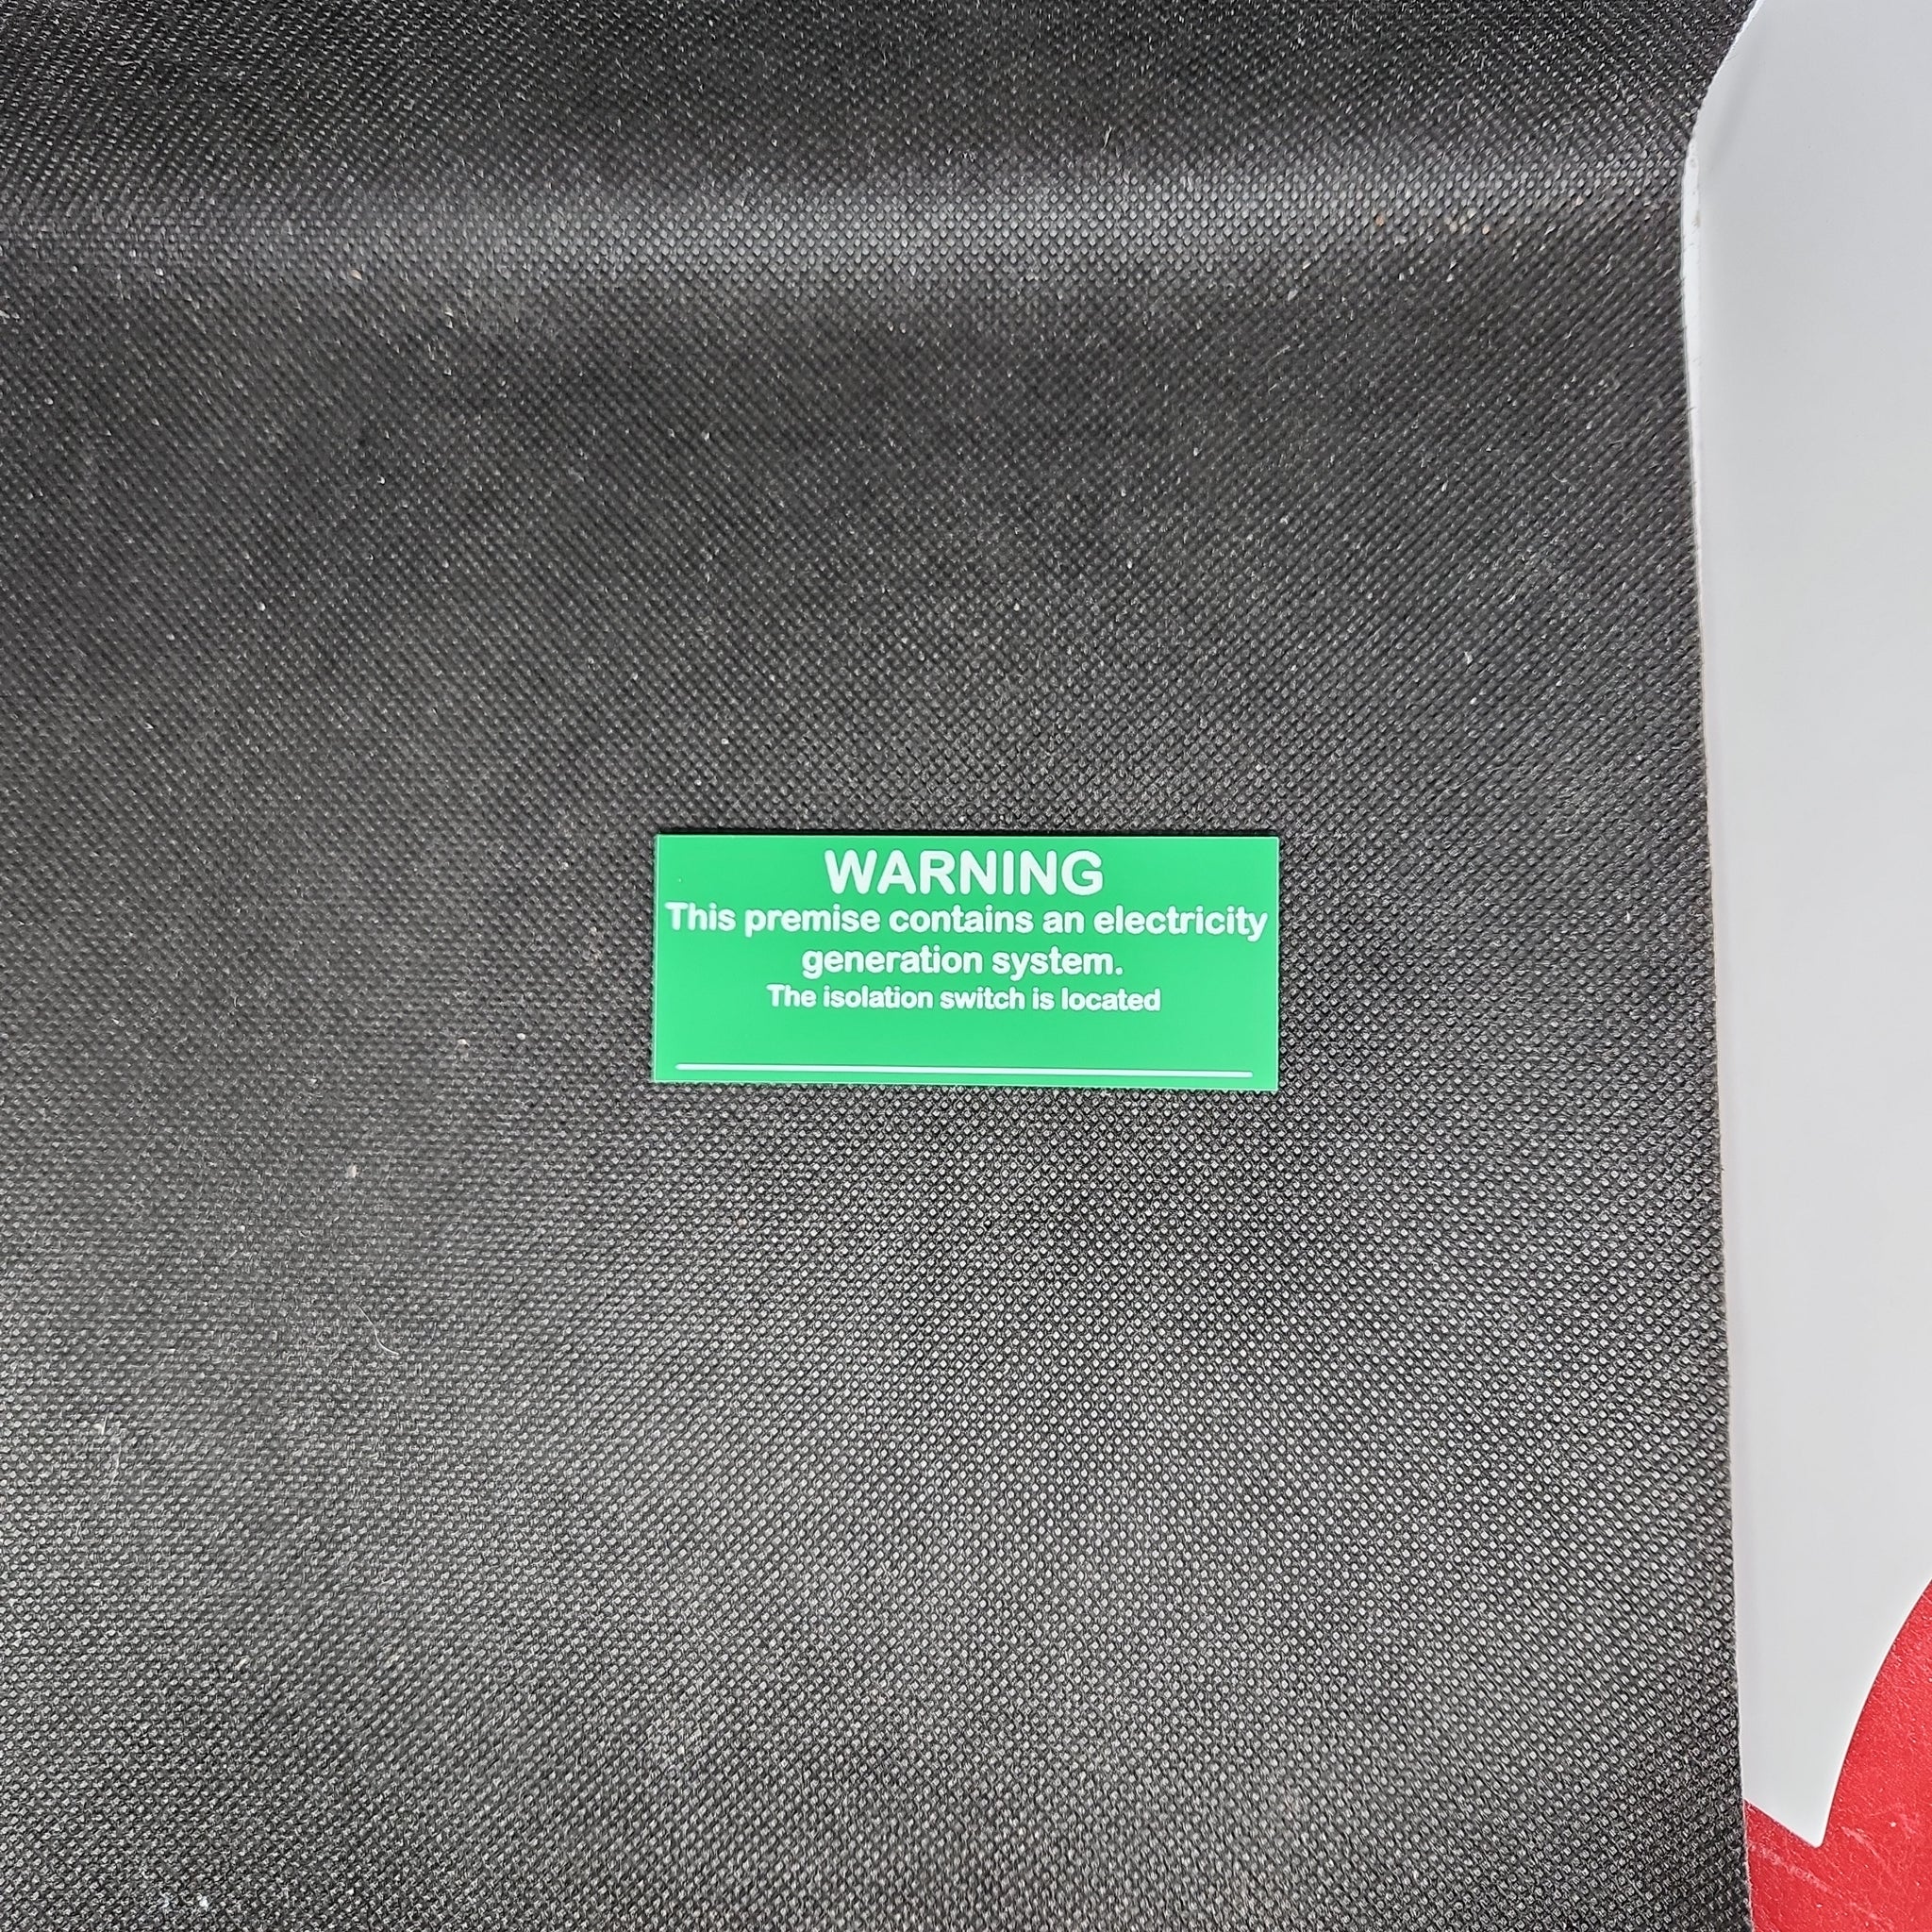 WARNING
This premise contains an electricity
generation system.
The isolation switch is located